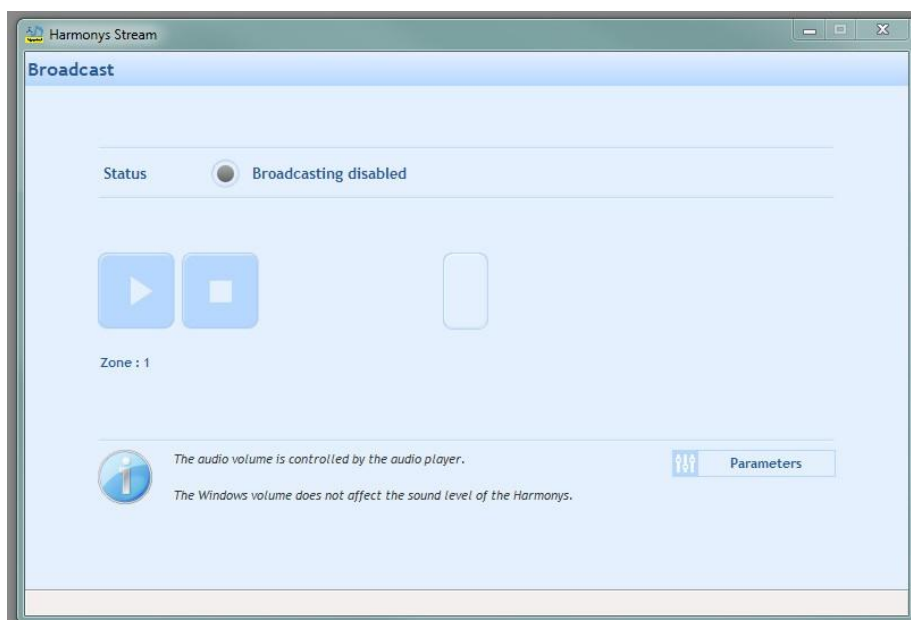 Harmonys Stream
Broadcast
Status Broadcasting disabled
Zone : 1
The audio volume is controlled by the audio player.
Parameters
The Windows volume does not affect the sound level of the Harmonys.